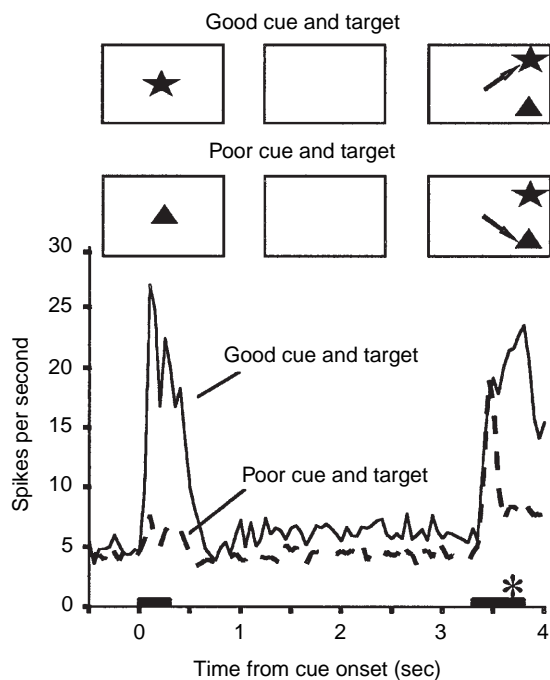 Good cue and target
Poor cue and target
30
25
20
15
10
5
0
Spikes per second
Good cue and target
Poor cue and target
*
0 1 2 3 4
Time from cue onset (sec)